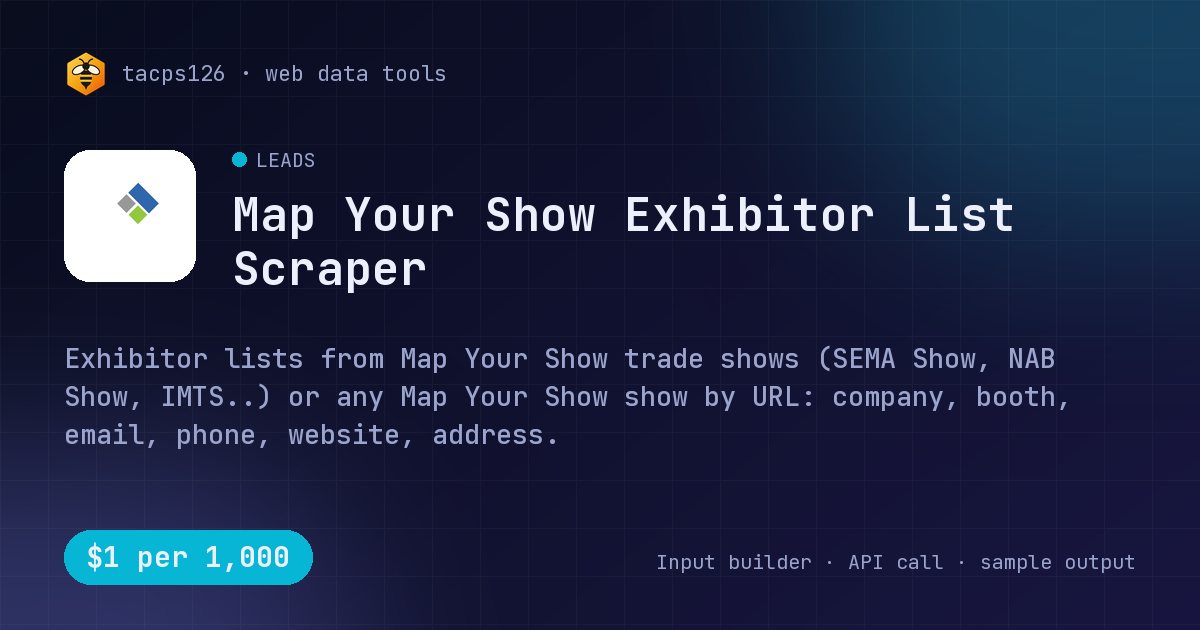 tacps126 · web data tools
LEADS
Map Your Show Exhibitor List
Scraper
Exhibitor lists from Map Your Show trade shows (SEMA Show, NAB
Show, IMTS..) or any Map Your Show show by URL: company, booth,
email, phone, website, address.
$1 per 1,000
Input builder · API call · sample output